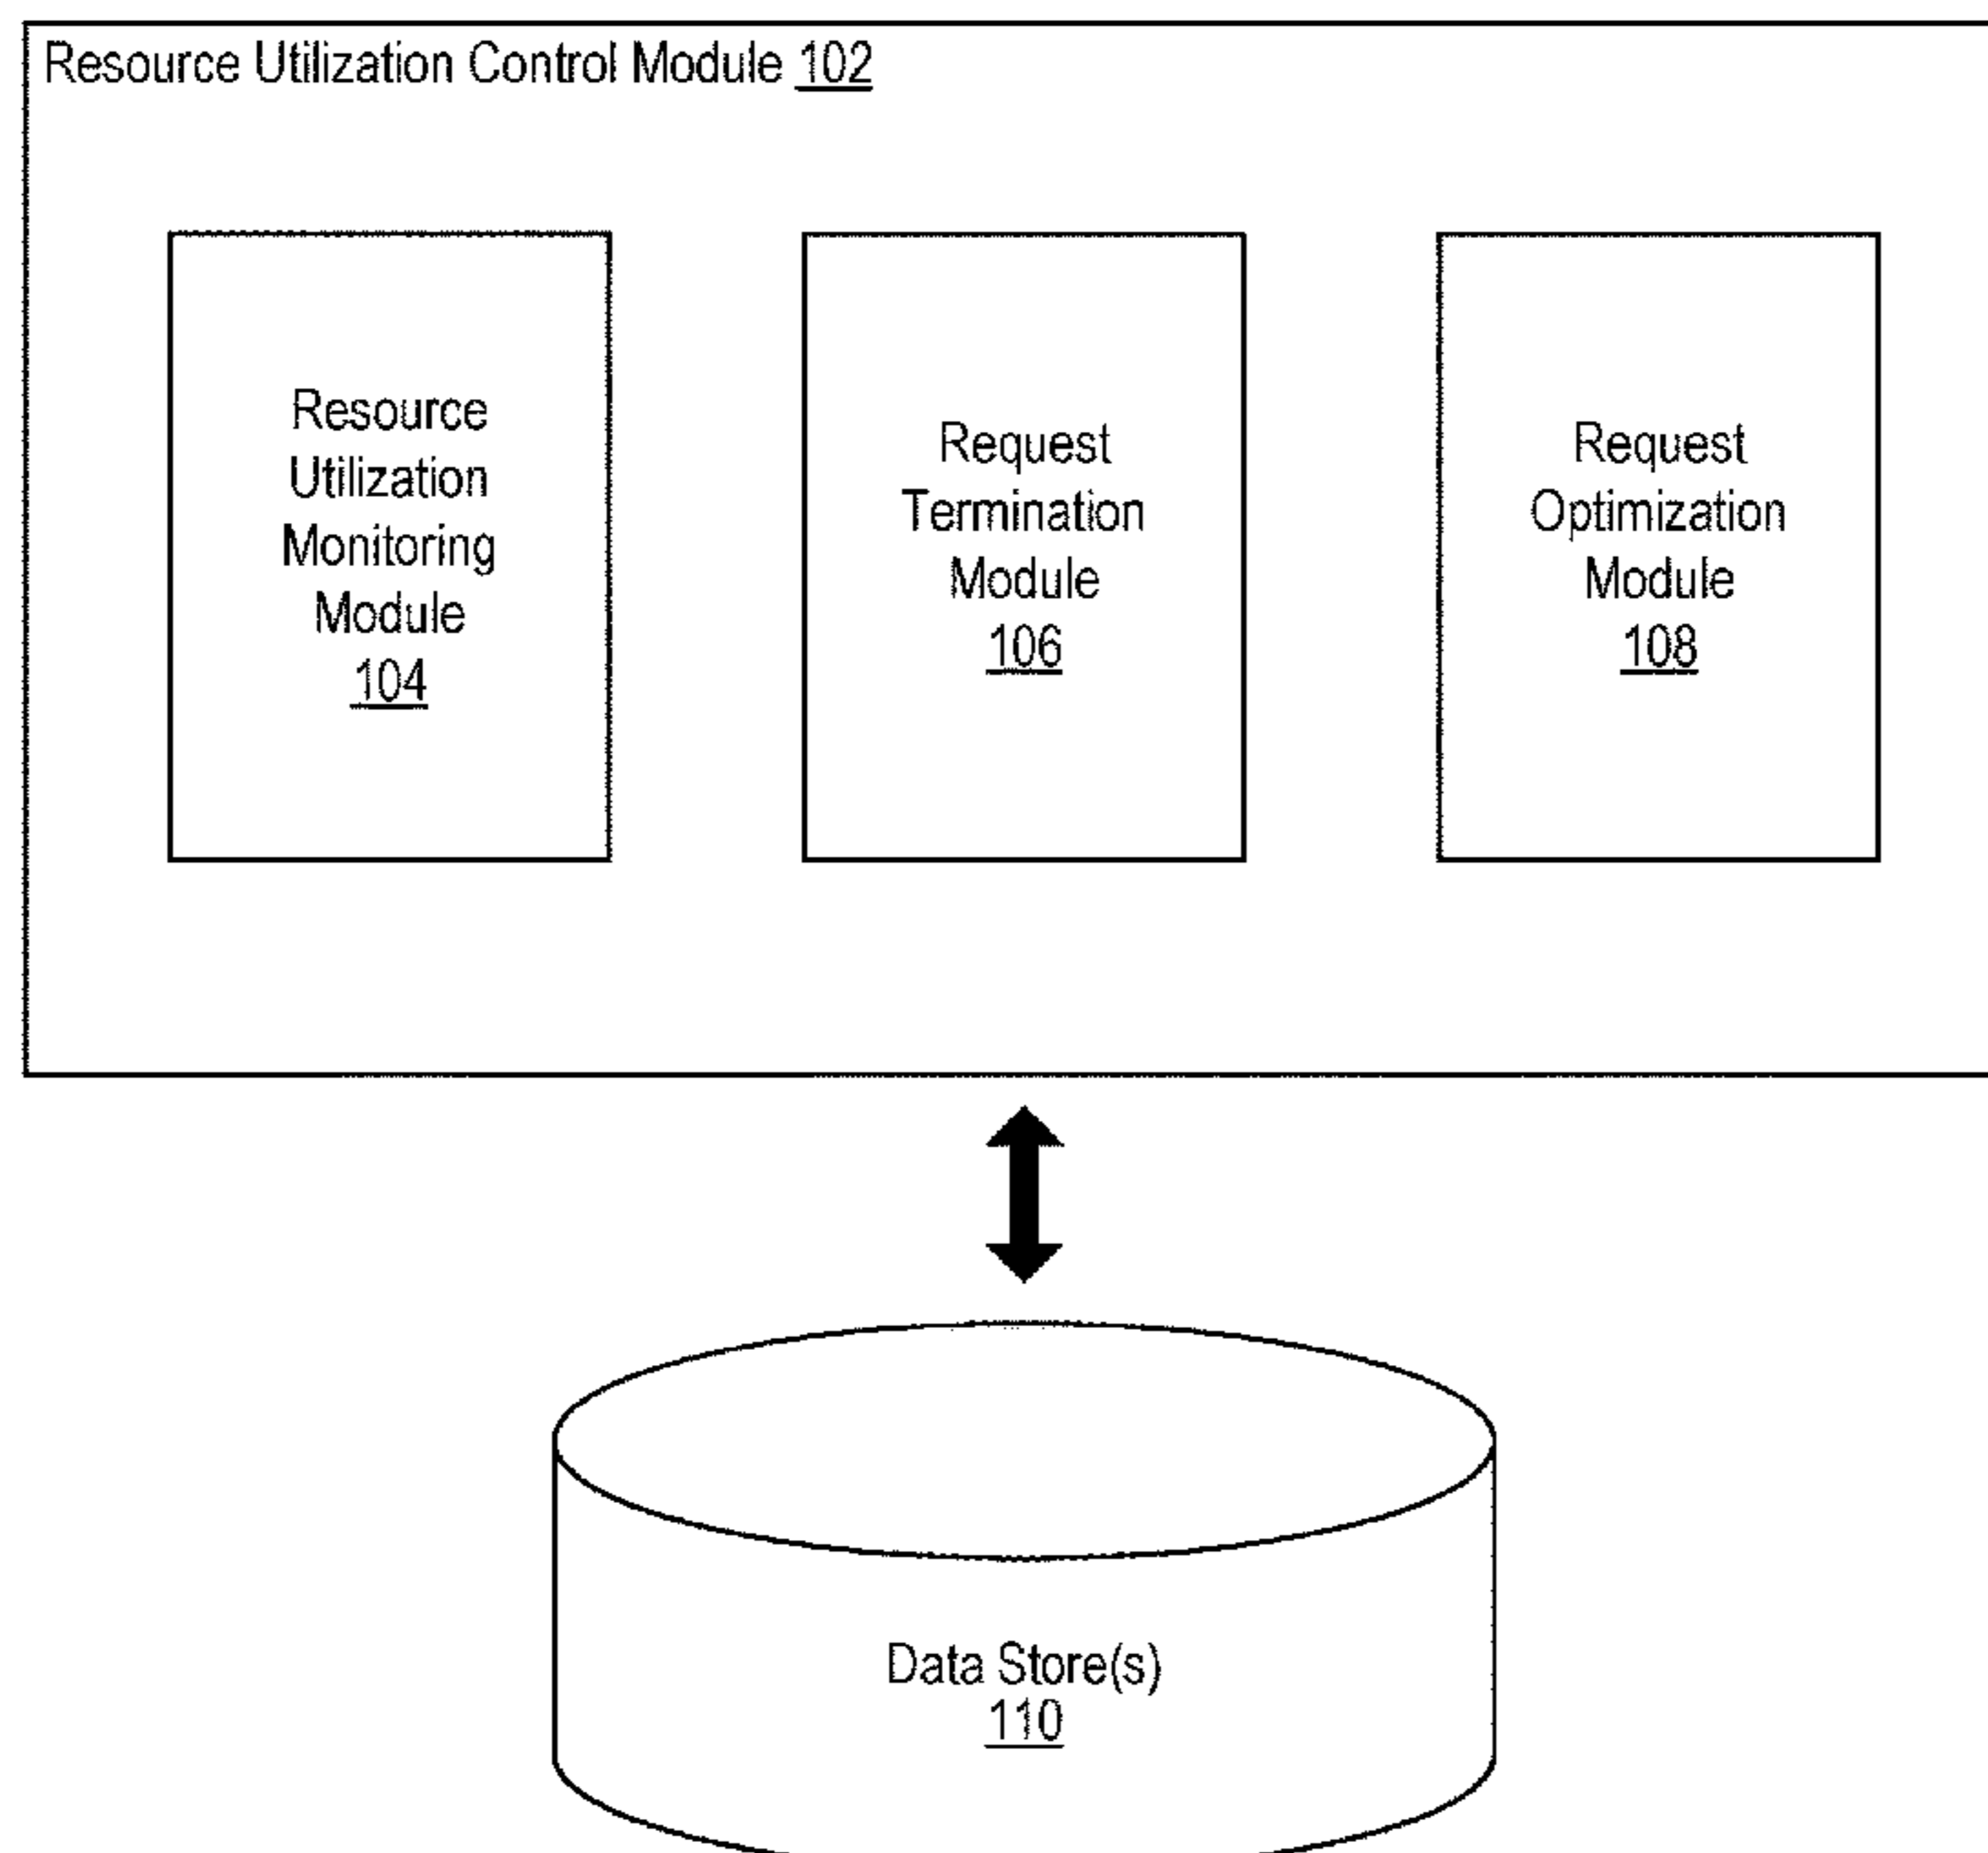 Resource Utilization Control Module 102
Resource
Utilization
Monitoring
Module
104
Request
Termination
Module
106
Request
Optimization
Module
108
Data Store(s)
110